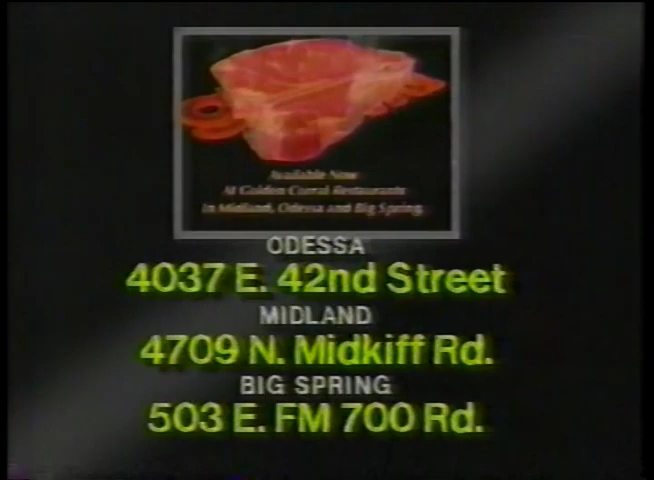 Available Now
At Golden Corral Restaurants
In Midland, Odessa and Big Spring.
ODESSA
4037 E. 42nd Street
MIDLAND
4709 N. Midkiff Rd.
BIG SPRING
503 E. FM 700 Rd.